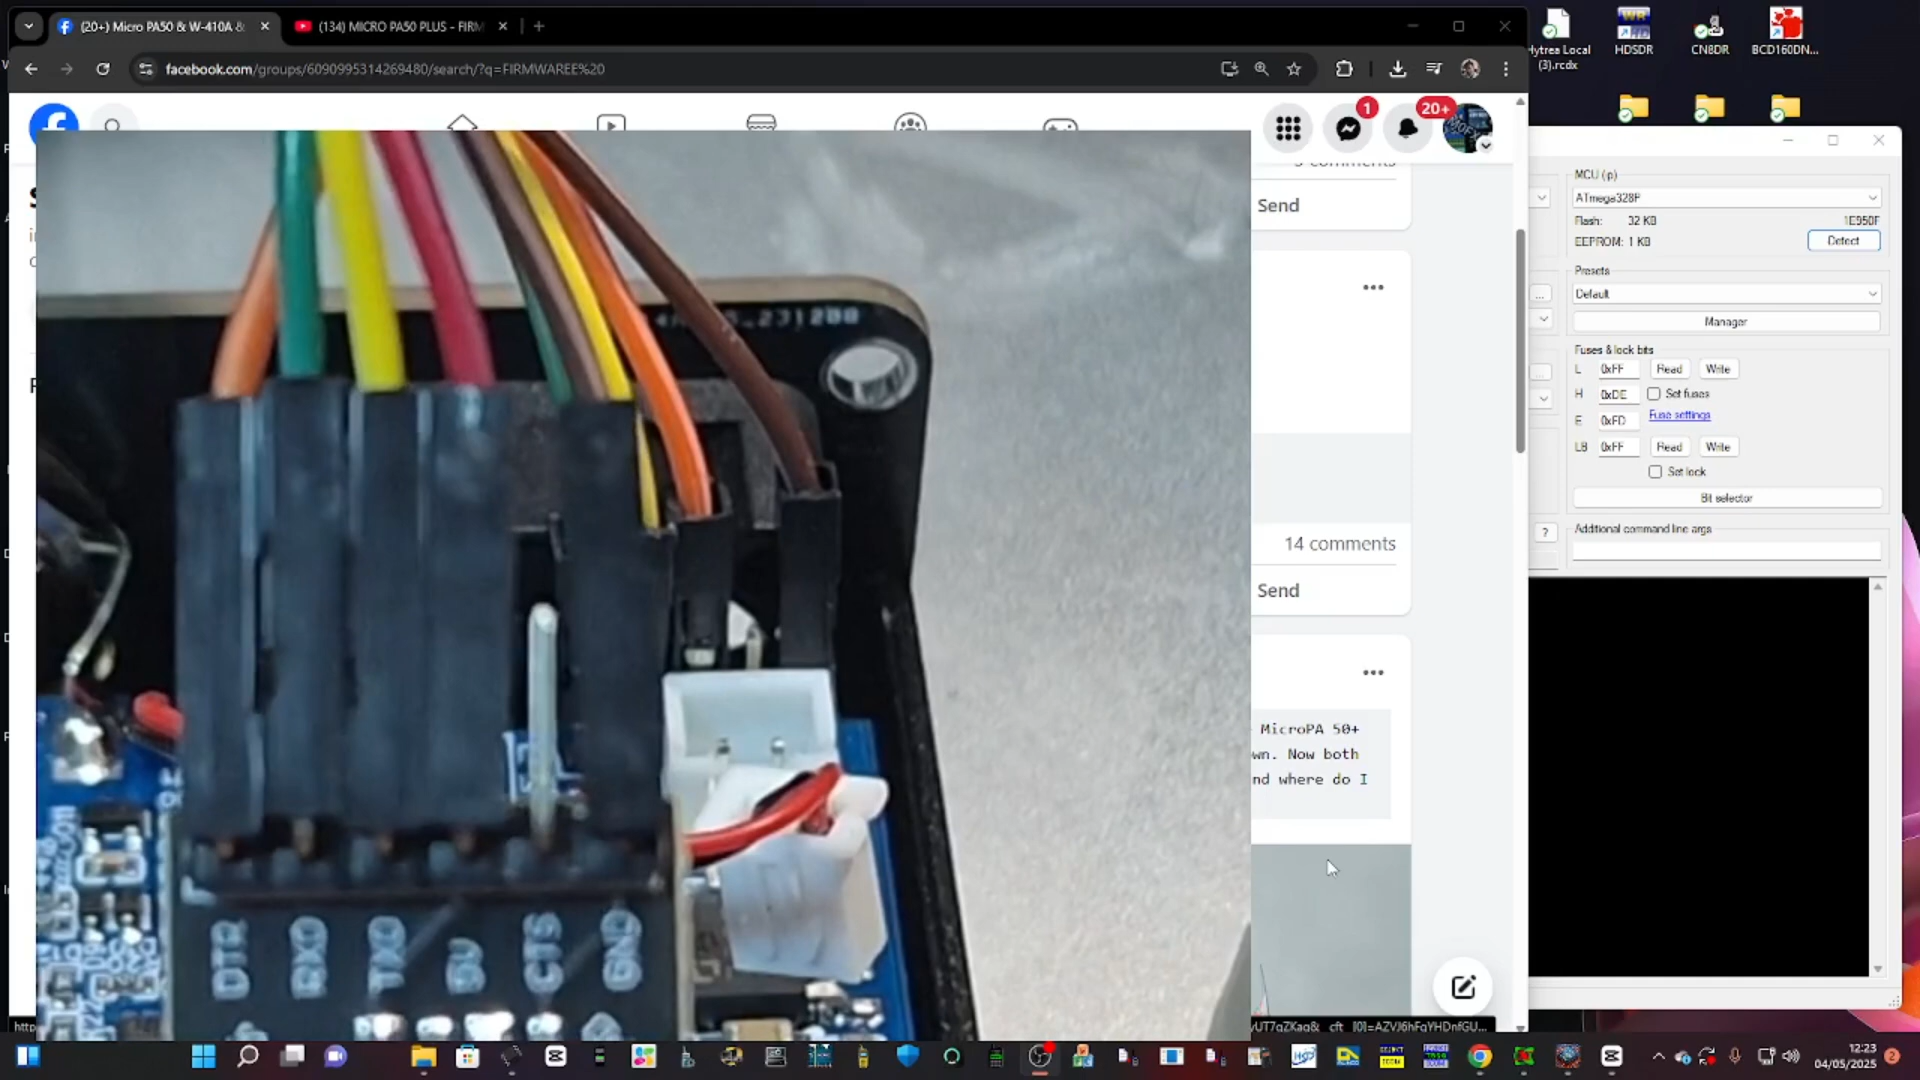 (20+) Micro PA50 & W-410A &
(134) MICRO PA50 PLUS - FIRM
facebook.com/groups/6090995314269480/search/?q=FIRMWAREE%20
1
20+
Hytrea Local
(3).rcdx
HDSDR
CN8DR
BCD160DN...
Send
14 comments
Send
MicroPA 50+
wn. Now both
nd where do I
231208
DTR
RXD
TXD
5V
CTS
GND
MCU (-p)
ATmega328P
Flash: 32 KB 1E950F
EEPROM: 1 KB Detect
Presets
Default
Manager
Fuses & lock bits
L 0xFF Read Write
H 0xDE Set fuses
E 0xFD Fuse settings
LB 0xFF Read Write
Set lock
Bit selector
? Additional command line args
12:23
04/05/2025
2